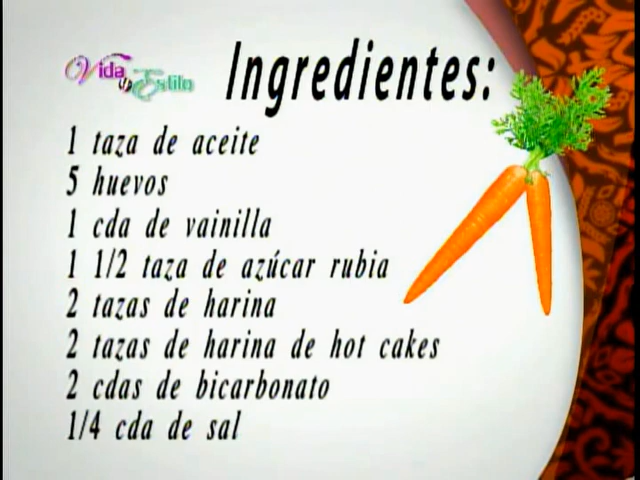 Vida y Estilo
Ingredientes:
1 taza de aceite
5 huevos
1 cda de vainilla
1 1/2 taza de azúcar rubia
2 tazas de harina
2 tazas de harina de hot cakes
2 cdas de bicarbonato
1/4 cda de sal